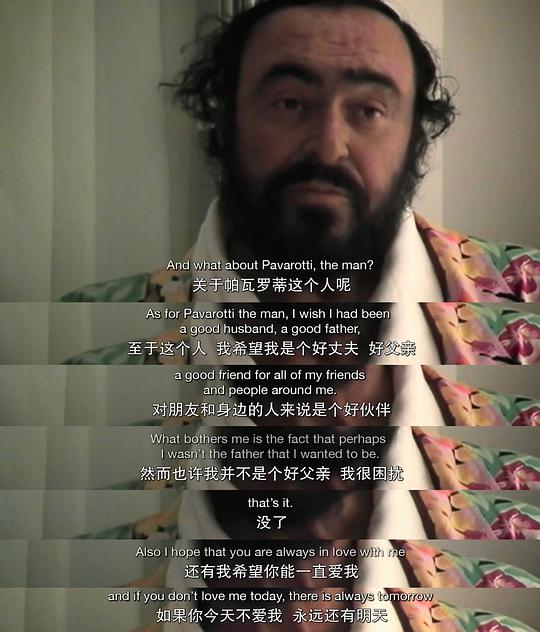 And what about Pavarotti, the man?
关于帕瓦罗蒂这个人呢
As for Pavarotti the man, I wish I had been
a good husband, a good father,
至于这个人 我希望我是个好丈夫 好父亲
a good friend for all of my friends
and people around me.
对朋友和身边的人来说是个好伙伴
What bothers me is the fact that perhaps
I wasn't the father that I wanted to be.
然而也许我并不是个好父亲 我很困扰
that's it.
没了
Also I hope that you are always in love with me
还有我希望你能一直爱我
and if you don't love me today, there is always tomorrow
如果你今天不爱我 永远还有明天